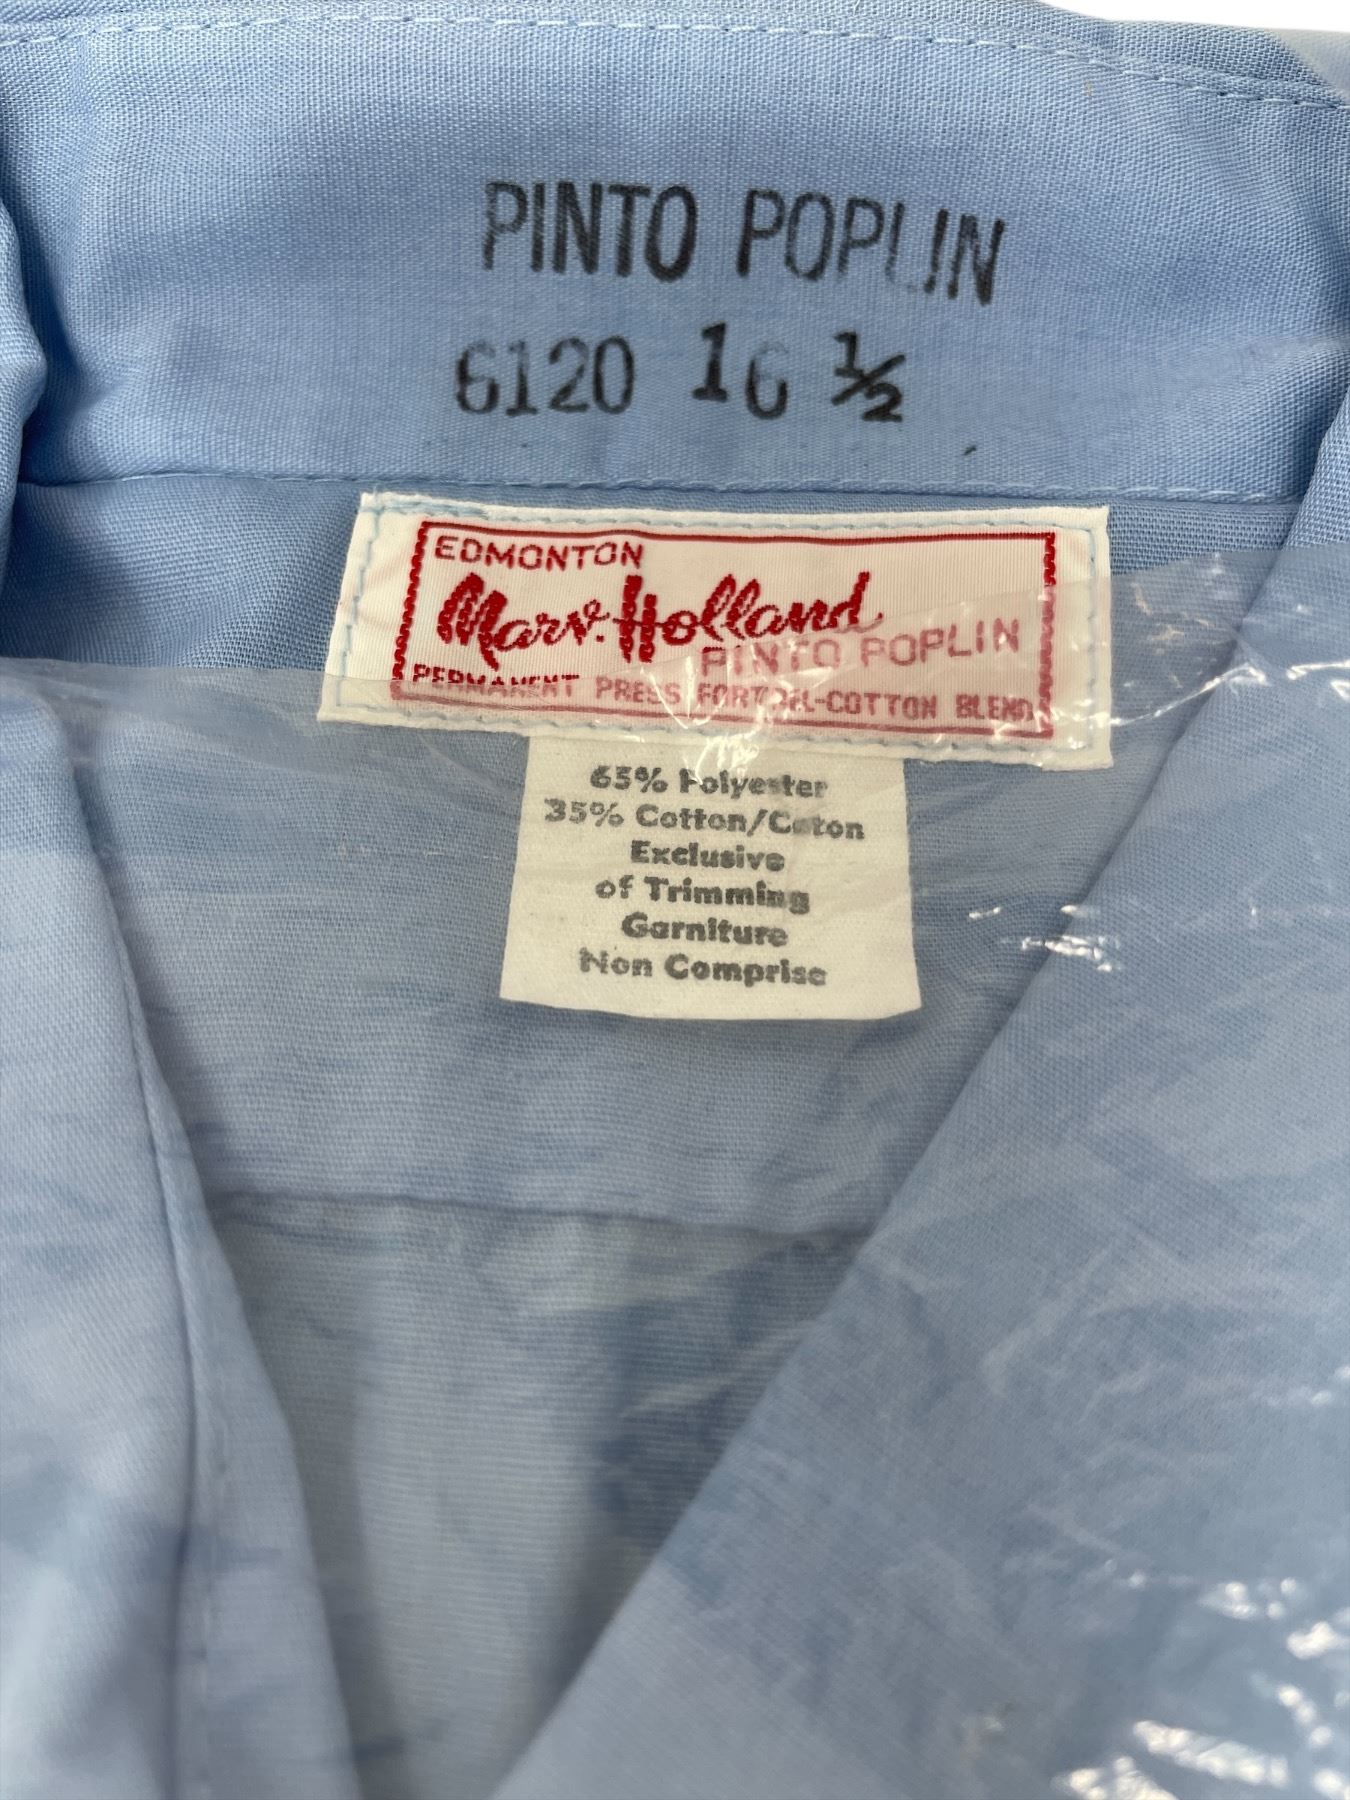 PINTO POPLIN
6120 16 1/2
EDMONTON
Marv. Holland
PINTO POPLIN
PERMANENT PRESS FORTREL-COTTON BLEND
65% Polyester
35% Cotton/Coton
Exclusive
of Trimming
Garniture
Non Comprise